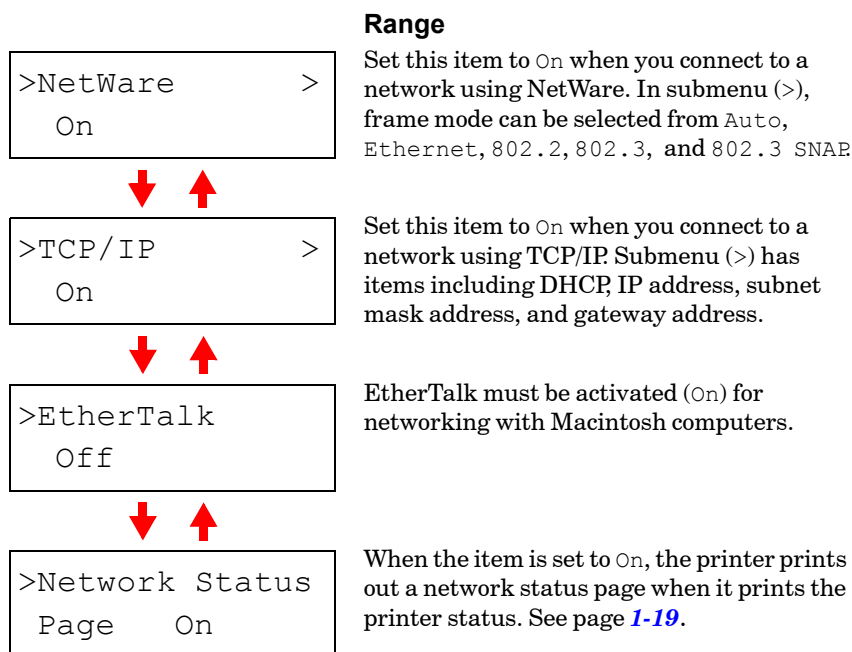 Range
>NetWare >
On
Set this item to On when you connect to a
network using NetWare. In submenu (>),
frame mode can be selected from Auto,
Ethernet, 802.2, 802.3, and 802.3 SNAP.
>TCP/IP >
On
Set this item to On when you connect to a
network using TCP/IP. Submenu (>) has
items including DHCP, IP address, subnet
mask address, and gateway address.
>EtherTalk
Off
EtherTalk must be activated (On) for
networking with Macintosh computers.
>Network Status
Page On
When the item is set to On, the printer prints
out a network status page when it prints the
printer status. See page 1-19.